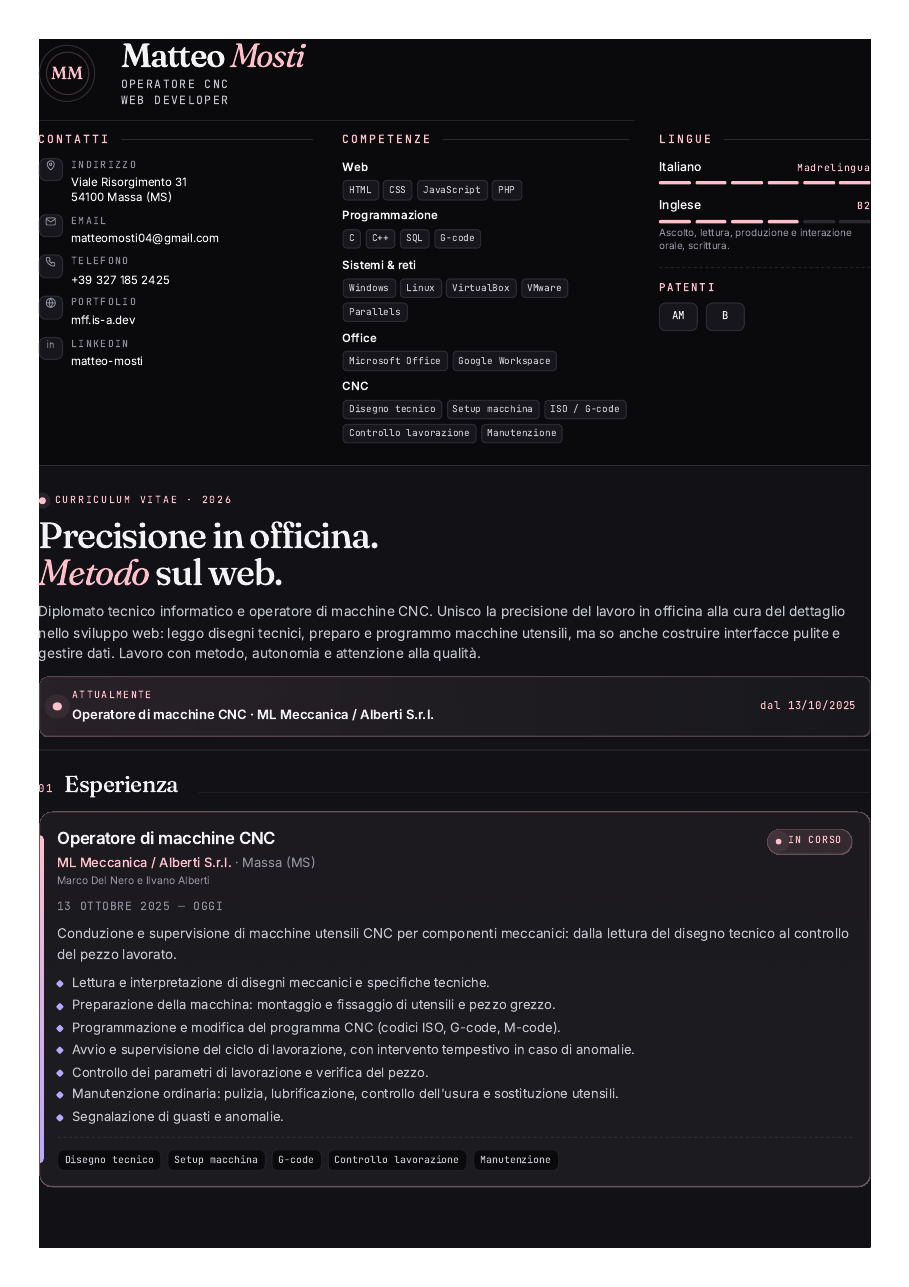 MM
Matteo Mosti
OPERATORE CNC
WEB DEVELOPER
CONTATTI
INDIRIZZO
Viale Risorgimento 31
54100 Massa (MS)
EMAIL
matteomosti04@gmail.com
TELEFONO
+39 327 185 2425
PORTFOLIO
mff.is-a.dev
in
LINKEDIN
matteo-mosti
COMPETENZE
Web
HTML CSS JavaScript PHP
Programmazione
C C++ SQL G-code
Sistemi & reti
Windows Linux VirtualBox VMware
Parallels
Office
Microsoft Office Google Workspace
CNC
Disegno tecnico Setup macchina ISO / G-code
Controllo lavorazione Manutenzione
LINGUE
Italiano Madrelingua
Inglese B2
Ascolto, lettura, produzione e interazione
orale, scrittura.
PATENTI
AM B
CURRICULUM VITAE · 2026
Precisione in officina.
Metodo sul web.
Diplomato tecnico informatico e operatore di macchine CNC. Unisco la precisione del lavoro in officina alla cura del dettaglio
nello sviluppo web: leggo disegni tecnici, preparo e programmo macchine utensili, ma so anche costruire interfacce pulite e
gestire dati. Lavoro con metodo, autonomia e attenzione alla qualità.
ATTUALMENTE
Operatore di macchine CNC · ML Meccanica / Alberti S.r.l.
dal 13/10/2025
01 Esperienza
Operatore di macchine CNC
IN CORSO
ML Meccanica / Alberti S.r.l. · Massa (MS)
Marco Del Nero e Ilvano Alberti
13 OTTOBRE 2025 — OGGI
Conduzione e supervisione di macchine utensili CNC per componenti meccanici: dalla lettura del disegno tecnico al controllo
del pezzo lavorato.
Lettura e interpretazione di disegni meccanici e specifiche tecniche.
Preparazione della macchina: montaggio e fissaggio di utensili e pezzo grezzo.
Programmazione e modifica del programma CNC (codici ISO, G-code, M-code).
Avvio e supervisione del ciclo di lavorazione, con intervento tempestivo in caso di anomalie.
Controllo dei parametri di lavorazione e verifica del pezzo.
Manutenzione ordinaria: pulizia, lubrificazione, controllo dell'usura e sostituzione utensili.
Segnalazione di guasti e anomalie.
Disegno tecnico Setup macchina G-code Controllo lavorazione Manutenzione